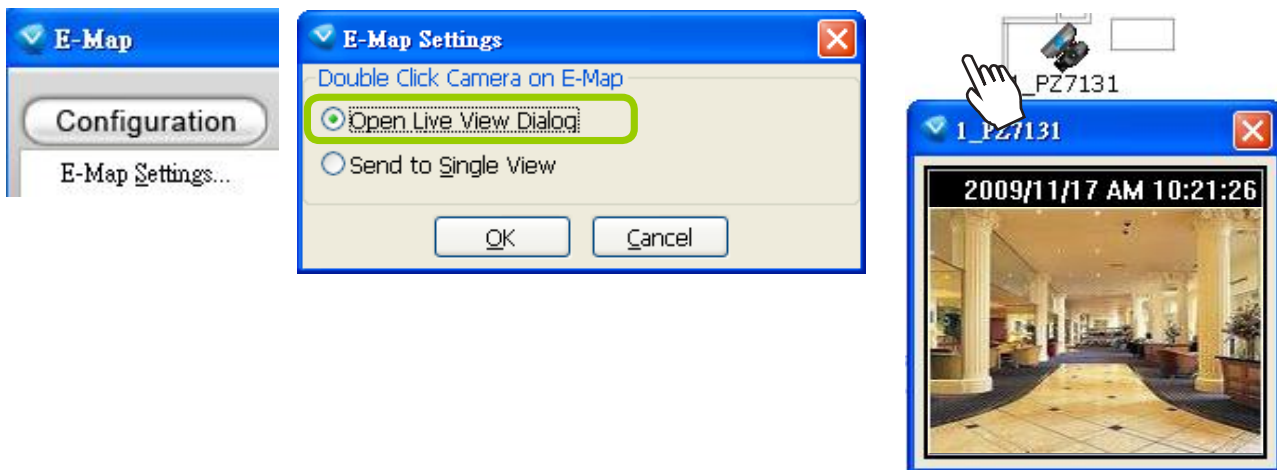 E-Map
Configuration
E-Map Settings...
E-Map Settings
Double Click Camera on E-Map
Open Live View Dialog
Send to Single View
OK
Cancel
_PZ7131
1_PZ7131
2009/11/17 AM 10:21:26